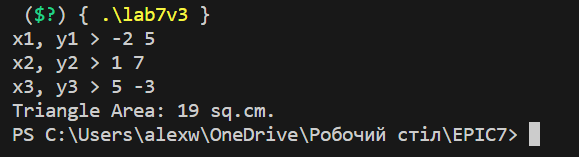 ($?) { .\lab7v3 }
x1, y1 > -2 5
x2, y2 > 1 7
x3, y3 > 5 -3
Triangle Area: 19 sq.cm.
PS C:\Users\alexw\OneDrive\Робочий стіл\EPIC7>